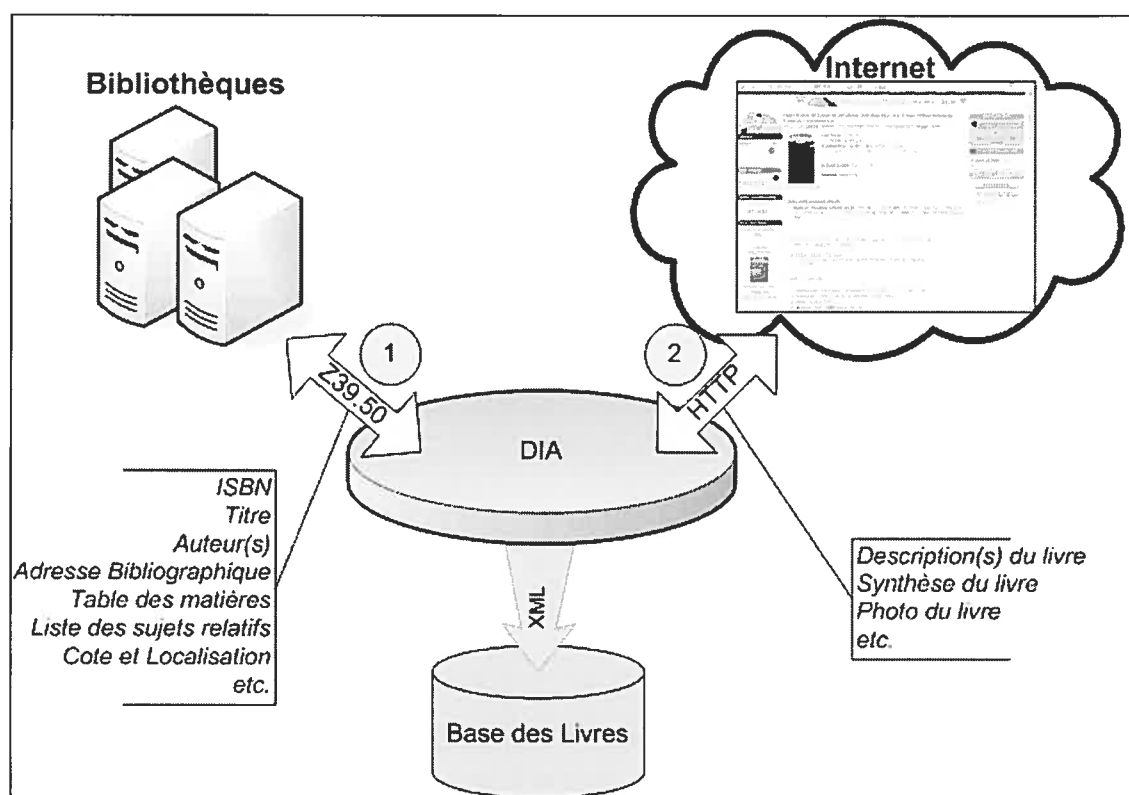 Bibliothèques
Internet
1
2
Z39.50
HTTP
DIA
ISBN
Titre
Auteur(s)
Adresse Bibliographique
Table des matières
Liste des sujets relatifs
Cote et Localisation
etc.
Description(s) du livre
Synthèse du livre
Photo du livre
etc.
XML
Base des Livres